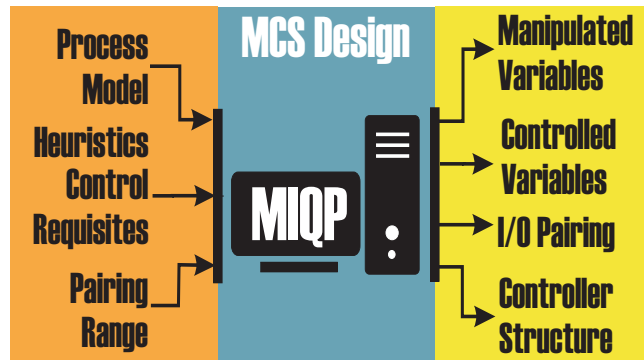 Process
Model
Heuristics
Control
Requisites
Pairing
Range
MCS Design
MIQP
Manipulated
Variables
Controlled
Variables
I/O Pairing
Controller
Structure